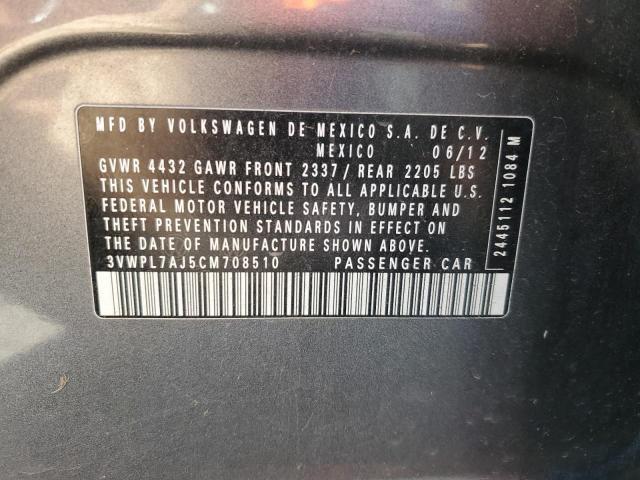 MFD BY VOLKSWAGEN DE MEXICO S.A. DE C.V.
MEXICO 06/12
GVWR 4432 GAWR FRONT 2337/ REAR 2205 LBS
THIS VEHICLE CONFORMS TO ALL APPLICABLE U.S.
FEDERAL MOTOR VEHICLE SAFETY, BUMPER AND
THEFT PREVENTION STANDARDS IN EFFECT ON
THE DATE OF MANUFACTURE SHOWN ABOVE.
3VWPL7AJ5CM708510 PASSENGER CAR
2445112 1084 M